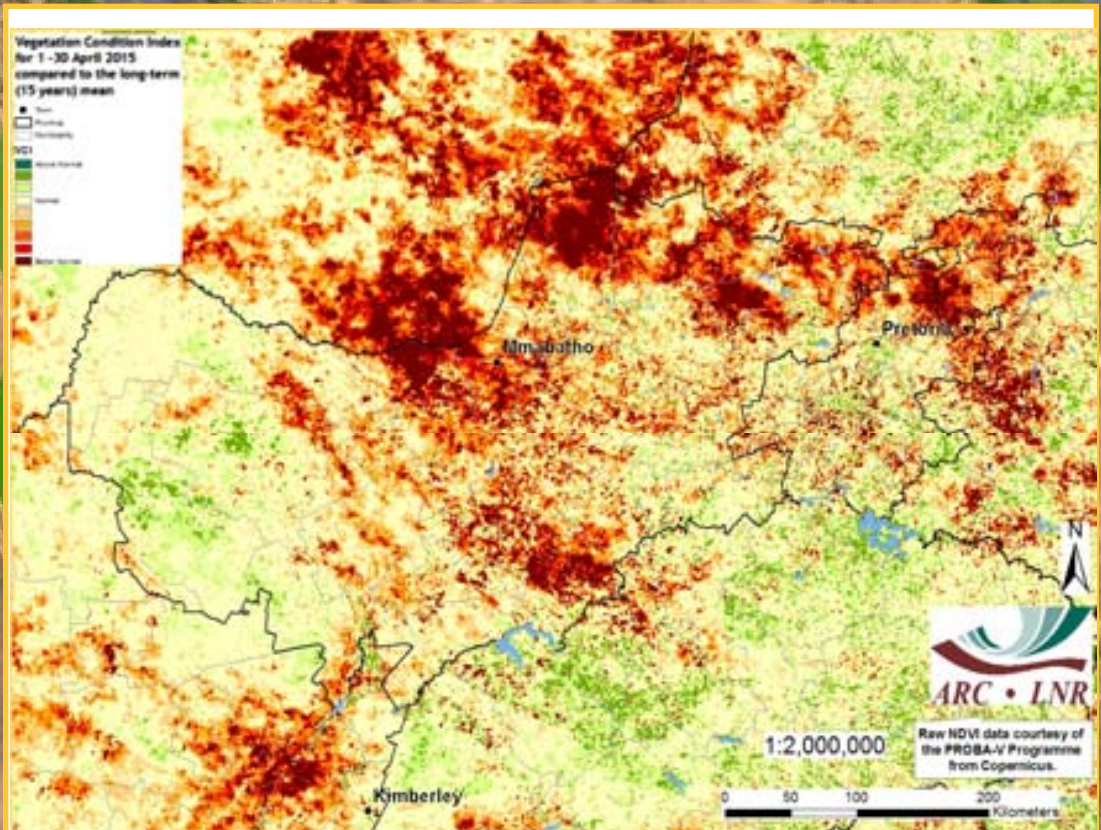 Vegetation Condition Index
for 1 -30 April 2015
compared to the long-term
(15 years) mean
Town
Province
Municipality
VCI
Above Normal
Normal
Below Normal
Mmabatho
Pretoria
Kimberley
N
ARC • LNR
1:2,000,000
Raw NDVI data courtesy of
the PROBA-V Programme
from Copernicus.
0 50 100 200
Kilometers